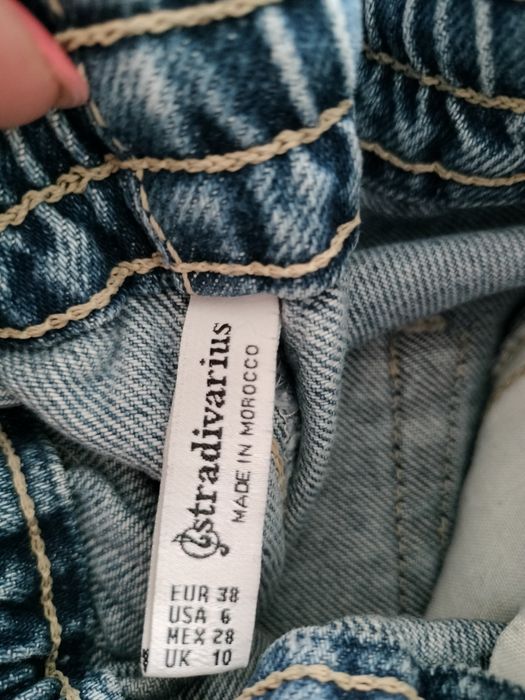 stradivarius
MADE IN MOROCCO
EUR 38
USA 6
MEX 28
UK 10